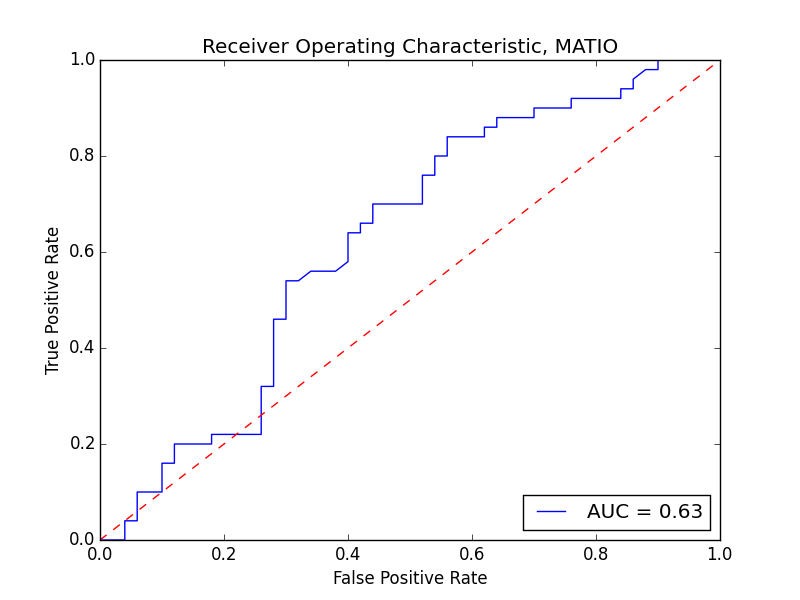 Receiver Operating Characteristic, MATIO
1.0
0.8
0.6
0.4
0.2
0.0
True Positive Rate
AUC = 0.63
0.0 0.2 0.4 0.6 0.8 1.0
False Positive Rate